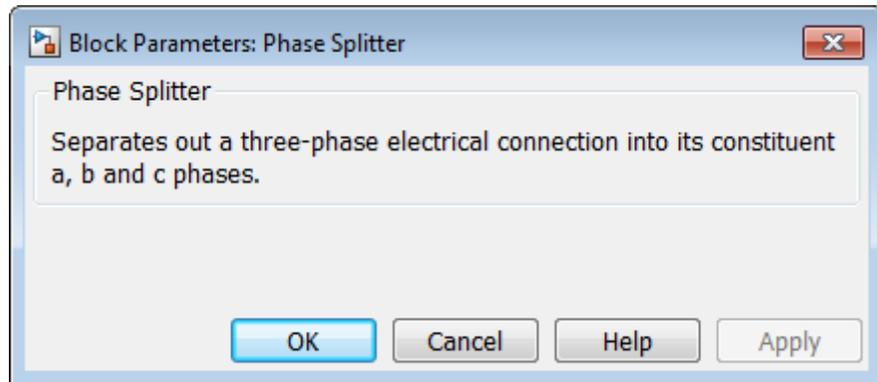 Block Parameters: Phase Splitter
Phase Splitter
Separates out a three-phase electrical connection into its constituent
a, b and c phases.
OK Cancel Help Apply